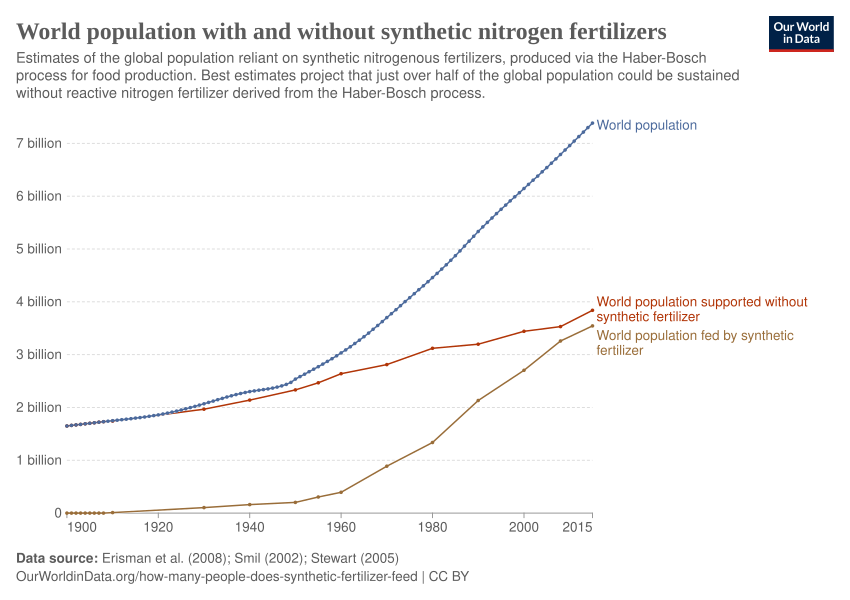 World population with and without synthetic nitrogen fertilizers
Our World
in Data
Estimates of the global population reliant on synthetic nitrogenous fertilizers, produced via the Haber-Bosch
process for food production. Best estimates project that just over half of the global population could be sustained
without reactive nitrogen fertilizer derived from the Haber-Bosch process.
7 billion
6 billion
5 billion
4 billion
3 billion
2 billion
1 billion
0
World population
World population supported without
synthetic fertilizer
World population fed by synthetic
fertilizer
1900 1920 1940 1960 1980 2000 2015
Data source: Erisman et al. (2008); Smil (2002); Stewart (2005)
OurWorldinData.org/how-many-people-does-synthetic-fertilizer-feed | CC BY